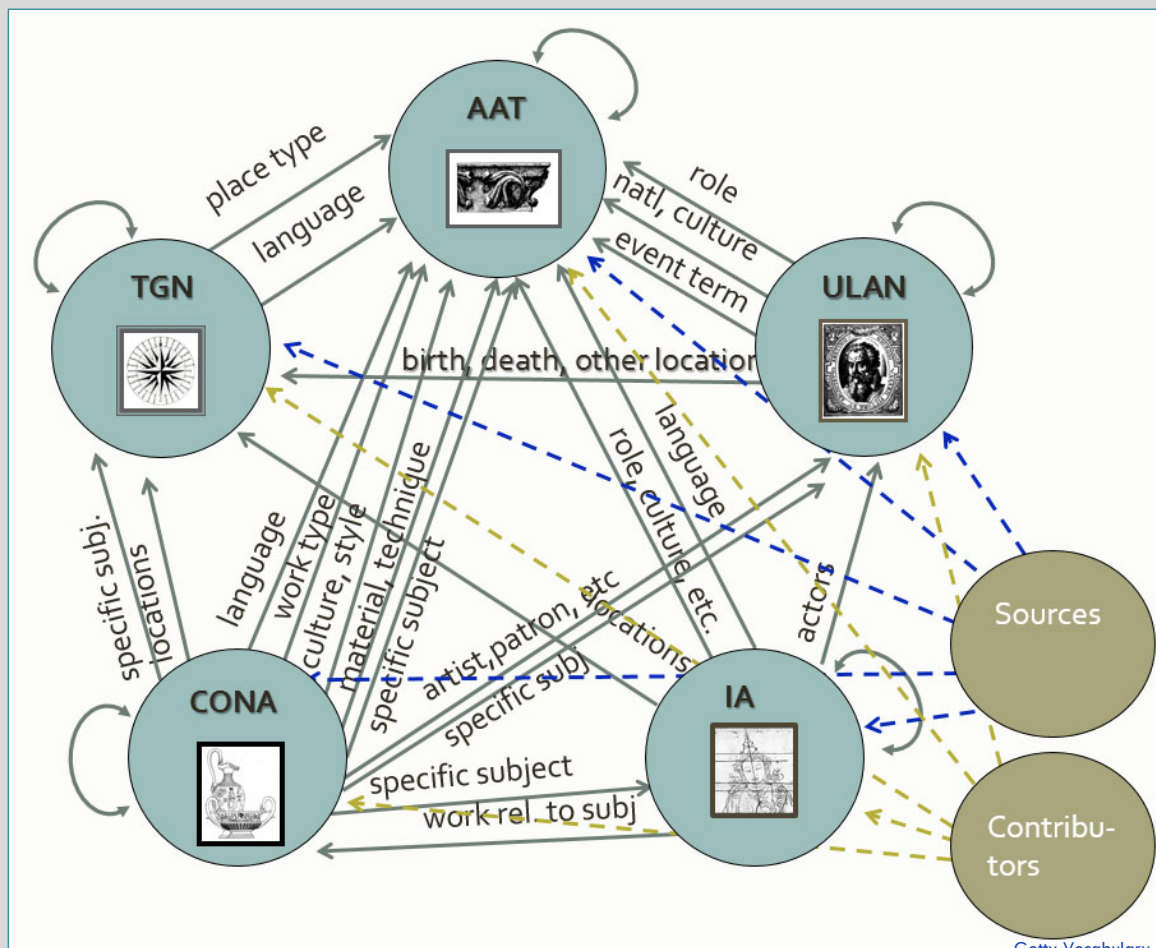 AAT
place type
language
role
natl, culture
event term
TGN
ULAN
birth, death, other location
language
role, culture, etc.
specific subj.
locations
language
work type
culture, style
material, technique
specific subject
artist,patron, etc
specific subj
locations
actors
Sources
CONA
IA
specific subject
work rel. to subj
Contribu-
tors
Getty Vocabulary